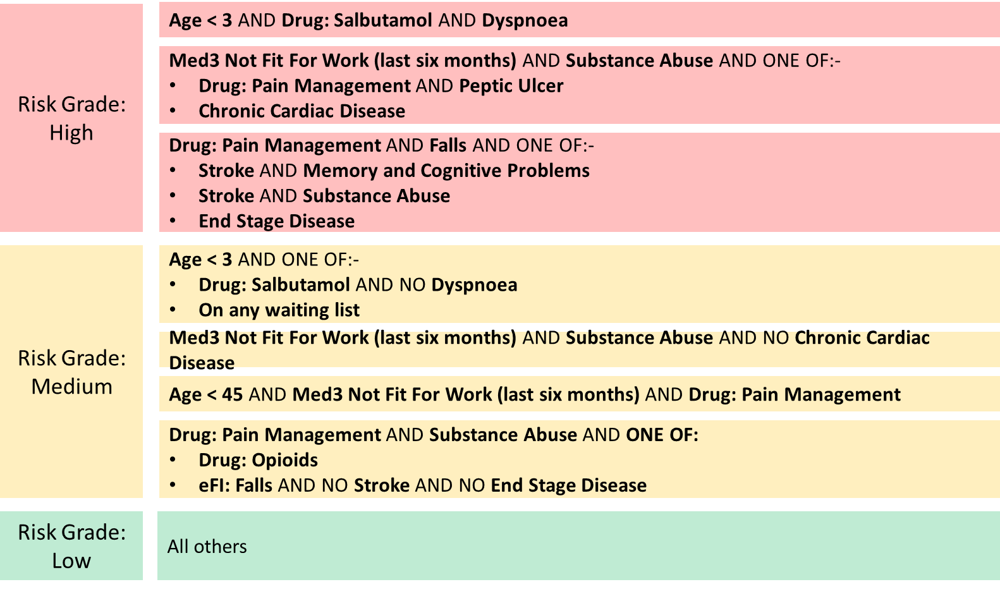 Risk Grade:
High
Age < 3 AND Drug: Salbutamol AND Dyspnoea
Med3 Not Fit For Work (last six months) AND Substance Abuse AND ONE OF:-
• Drug: Pain Management AND Peptic Ulcer
• Chronic Cardiac Disease
Drug: Pain Management AND Falls AND ONE OF:-
• Stroke AND Memory and Cognitive Problems
• Stroke AND Substance Abuse
• End Stage Disease
Risk Grade:
Medium
Age < 3 AND ONE OF:-
• Drug: Salbutamol AND NO Dyspnoea
• On any waiting list
Med3 Not Fit For Work (last six months) AND Substance Abuse AND NO Chronic Cardiac
Disease
Age < 45 AND Med3 Not Fit For Work (last six months) AND Drug: Pain Management
Drug: Pain Management AND Substance Abuse AND ONE OF:
• Drug: Opioids
• eFI: Falls AND NO Stroke AND NO End Stage Disease
Risk Grade:
Low
All others